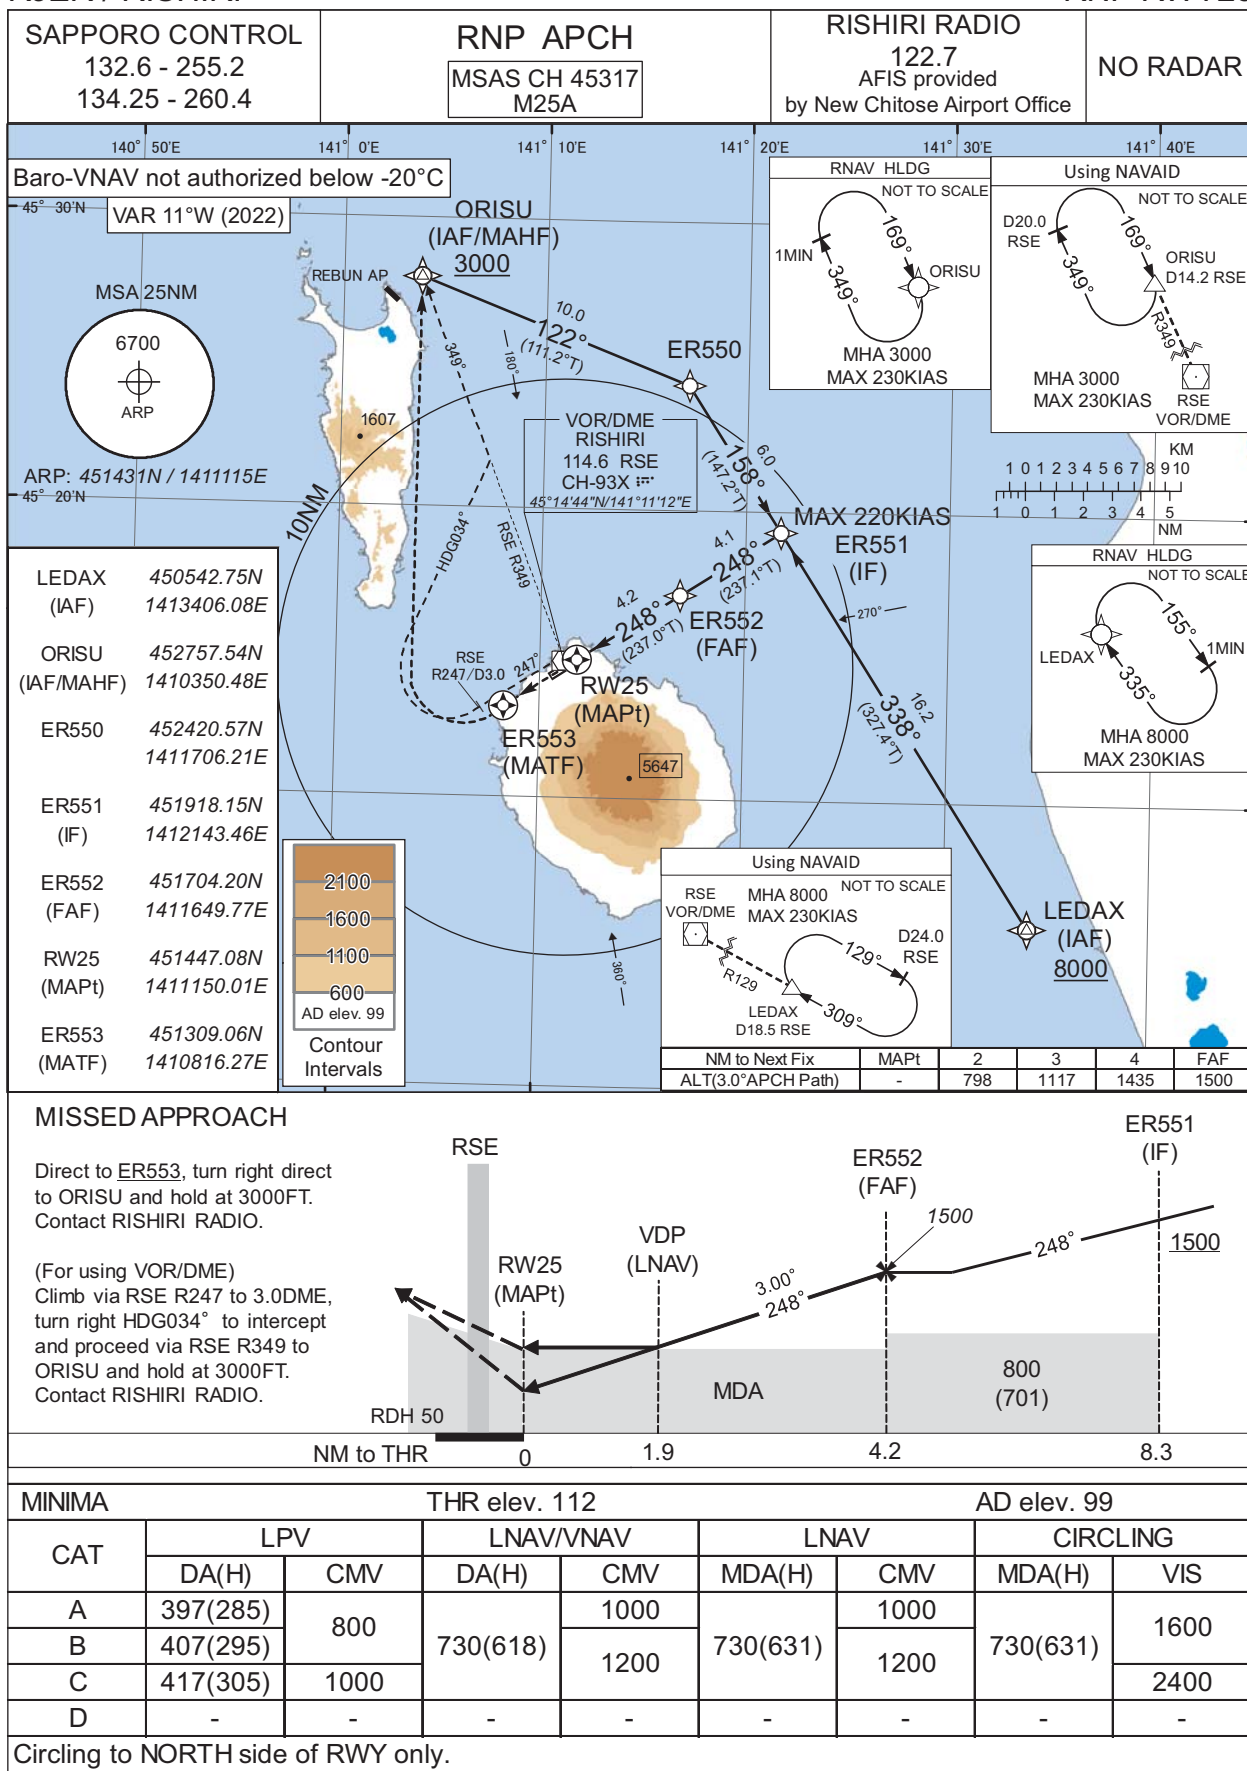 SAPPORO CONTROL
132.6 - 255.2
134.25 - 260.4
RNP APCH
MSAS CH 45317
M25A
RISHIRI RADIO
122.7
AFIS provided
by New Chitose Airport Office
NO RADAR
140° 50'E
141° 0'E
141° 10'E
141° 20'E
141° 30'E
141° 40'E
Baro-VNAV not authorized below -20°C
45° 30'N
VAR 11°W (2022)
MSA 25NM
6700
ARP
ARP: 451431N / 1411115E
45° 20'N
ORISU
(IAF/MAHF)
3000
REBUN AP
10.0
122°
(111.2°T)
ER550
180°
349°
1607
VOR/DME
RISHIRI
114.6 RSE
CH-93X
45°14'44"N/141°11'12"E
6.0
158°
(147.2°T)
10NM
HDG034°
RSE R349
MAX 220KIAS
ER551
(IF)
4.1
248°
(237.1°T)
4.2
248°
(237.0°T)
ER552
(FAF)
270°
RSE
R247/D3.0
247°
RW25
(MAPt)
ER553
(MATF)
5647
16.2
338°
(327.4°T)
360°
LEDAX
(IAF)
8000
RNAV HLDG
NOT TO SCALE
169°
1MIN
349°
ORISU
MHA 3000
MAX 230KIAS
Using NAVAID
NOT TO SCALE
D20.0
RSE
169°
349°
ORISU
D14.2 RSE
R349
MHA 3000
MAX 230KIAS
RSE
VOR/DME
KM
1 0 1 2 3 4 5 6 7 8 9 10
1 0 1 2 3 4 5
NM
RNAV HLDG
NOT TO SCALE
155°
1MIN
LEDAX
335°
MHA 8000
MAX 230KIAS
LEDAX 450542.75N
(IAF) 1413406.08E
ORISU 452757.54N
(IAF/MAHF) 1410350.48E
ER550 452420.57N
1411706.21E
ER551 451918.15N
(IF) 1412143.46E
ER552 451704.20N
(FAF) 1411649.77E
RW25 451447.08N
(MAPt) 1411150.01E
ER553 451309.06N
(MATF) 1410816.27E
2100
1600
1100
600
AD elev. 99
Contour
Intervals
Using NAVAID
NOT TO SCALE
RSE
VOR/DME
MHA 8000
MAX 230KIAS
D24.0
RSE
129°
R129
309°
LEDAX
D18.5 RSE
NM to Next Fix MAPt 2 3 4 FAF
ALT(3.0°APCH Path) - 798 1117 1435 1500
MISSED APPROACH
Direct to ER553, turn right direct
to ORISU and hold at 3000FT.
Contact RISHIRI RADIO.
(For using VOR/DME)
Climb via RSE R247 to 3.0DME,
turn right HDG034° to intercept
and proceed via RSE R349 to
ORISU and hold at 3000FT.
Contact RISHIRI RADIO.
RSE
RW25
(MAPt)
VDP
(LNAV)
ER552
(FAF)
1500
ER551
(IF)
1500
248°
3.00°
248°
MDA
800
(701)
RDH 50
NM to THR 0 1.9 4.2 8.3
MINIMA THR elev. 112 AD elev. 99
CAT LPV LNAV/VNAV LNAV CIRCLING
DA(H) CMV DA(H) CMV MDA(H) CMV MDA(H) VIS
A 397(285) 800 730(618) 1000 730(631) 1000 730(631) 1600
B 407(295) 1200 1200
C 417(305) 1000 2400
D - - - - - - - -
Circling to NORTH side of RWY only.